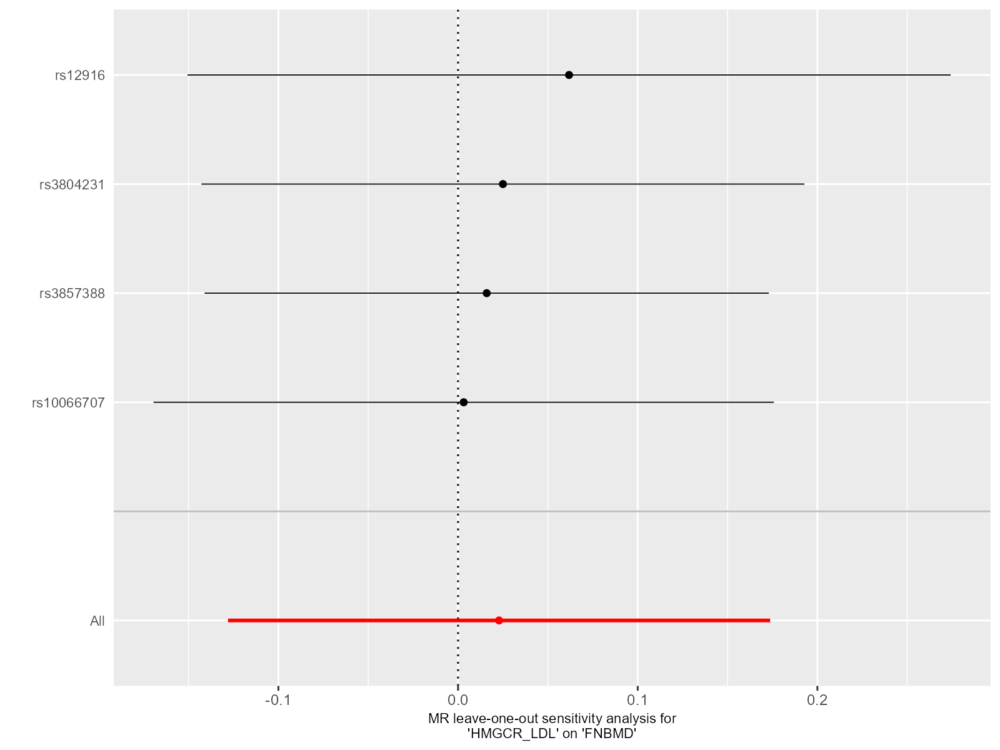 rs12916
rs3804231
rs3857388
rs10066707
All
-0.1
0.0
0.1
0.2
MR leave-one-out sensitivity analysis for
'HMGCR_LDL' on 'FNBMD'